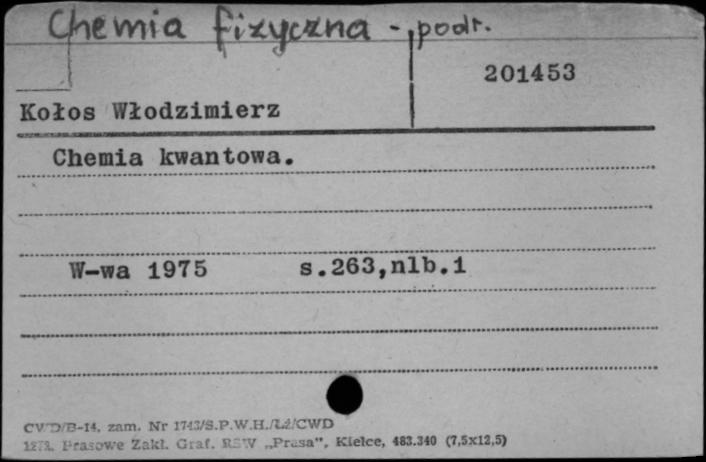 Chemia fizyczna - podr.
201453
Kołos Włodzimierz
Chemia kwantowa.
W-wa 1975 s.263,nlb.1
CWD/B-14, zam. Nr 1743/S.P.W.H./Łż/CWD
Prasowe Zakł. Graf. RSW „Prasa", Kielce, 483.340 (7,5x12,5)